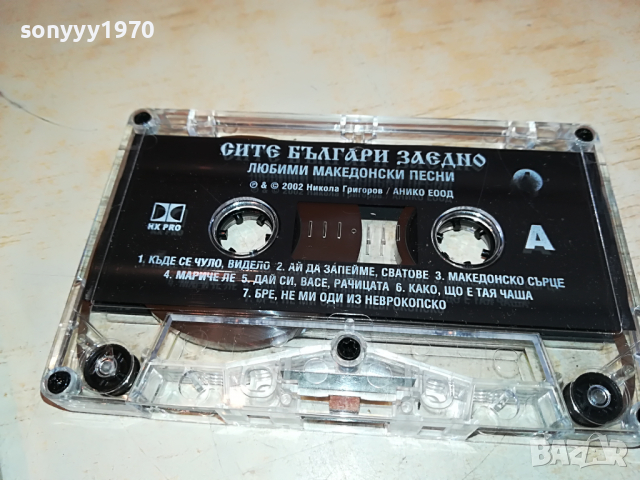 sonyyy1970
СИТЕ БЪЛГАРИ ЗАЕДНО
ЛЮБИМИ МАКЕДОНСКИ ПЕСНИ
℗ & © 2002 Никола Григоров / АНИКО ЕООД
HX PRO
A
1. КЪДЕ СЕ ЧУЛО, ВИДЕЛО 2. АЙ ДА ЗАПЕЙМЕ, СВАТОВЕ 3. МАКЕДОНСКО СЪРЦЕ
4. МАРИЧЕ ЛЕ 5. ДАЙ СИ, ВАСЕ, РАЧИЦАТА 6. КАКО, ЩО Е ТАЯ ЧАША
7. БРЕ, НЕ МИ ОДИ ИЗ НЕВРОКОПСКО
BAZAR